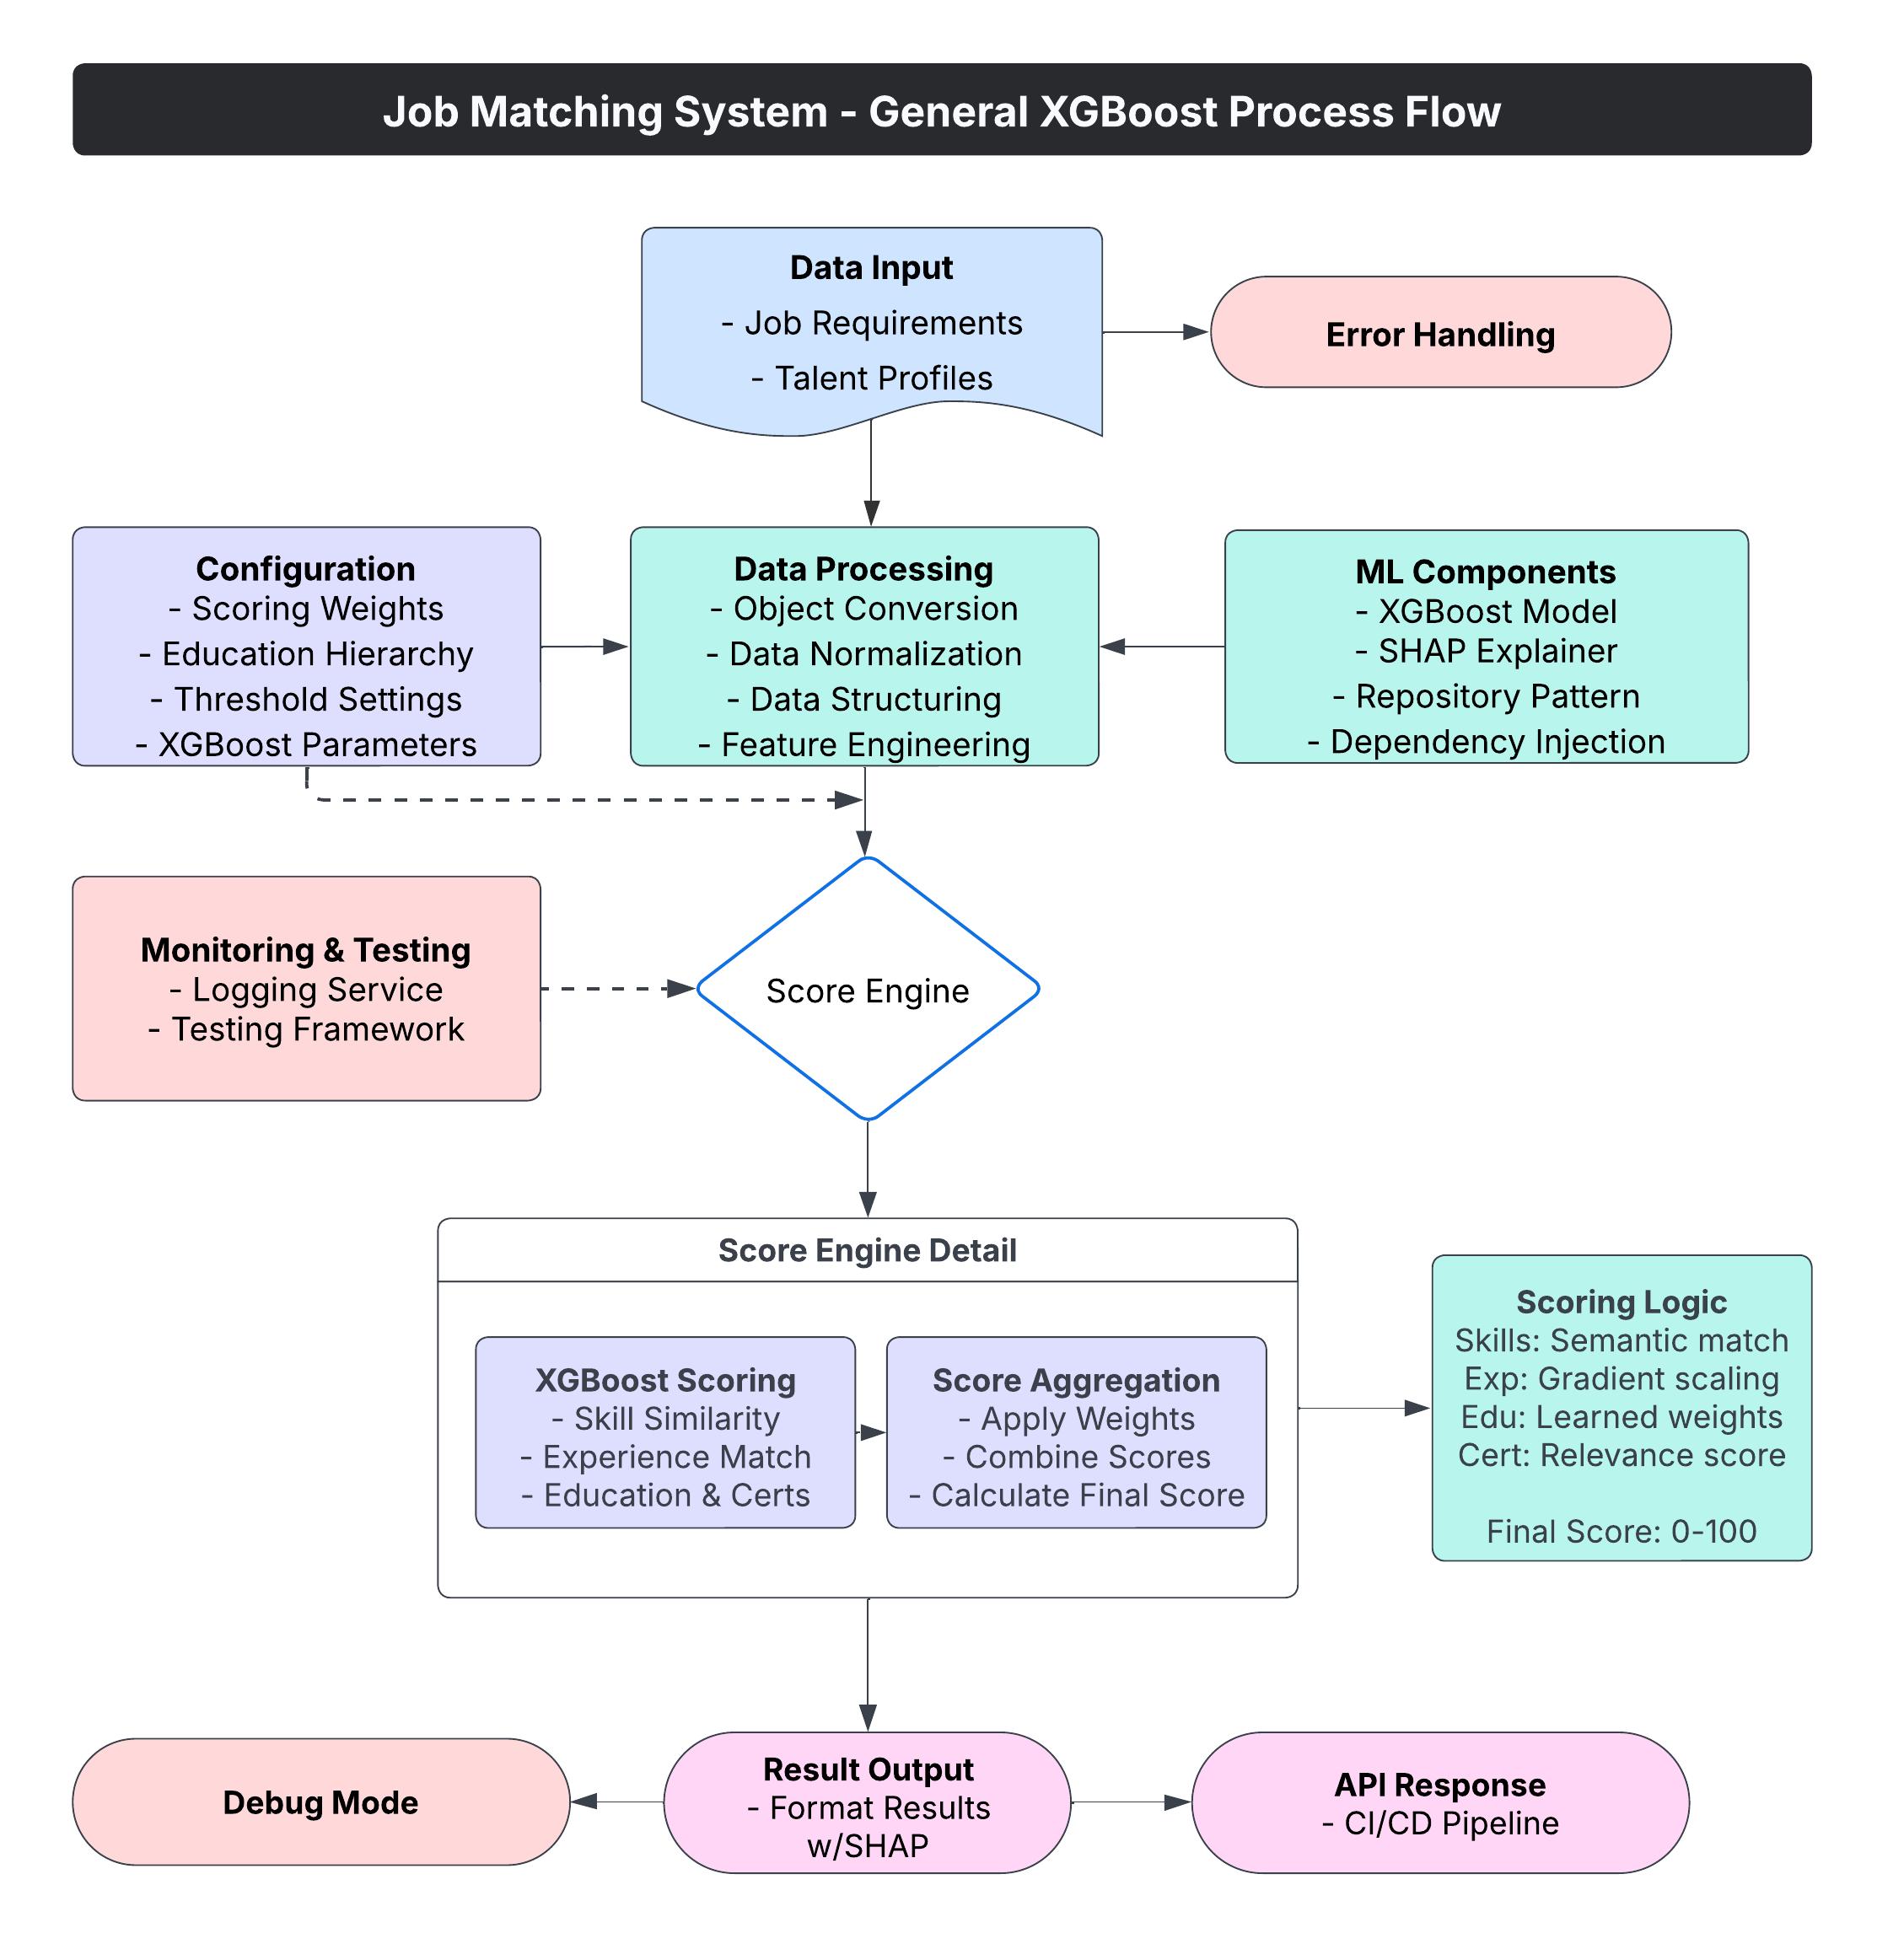 Job Matching System - General XGBoost Process Flow
Data Input
- Job Requirements
- Talent Profiles
Error Handling
Configuration
- Scoring Weights
- Education Hierarchy
- Threshold Settings
- XGBoost Parameters
Data Processing
- Object Conversion
- Data Normalization
- Data Structuring
- Feature Engineering
ML Components
- XGBoost Model
- SHAP Explainer
- Repository Pattern
- Dependency Injection
Monitoring & Testing
- Logging Service
- Testing Framework
Score Engine
Score Engine Detail
XGBoost Scoring
- Skill Similarity
- Experience Match
- Education & Certs
Score Aggregation
- Apply Weights
- Combine Scores
- Calculate Final Score
Scoring Logic
Skills: Semantic match
Exp: Gradient scaling
Edu: Learned weights
Cert: Relevance score
Final Score: 0-100
Debug Mode
Result Output
- Format Results
w/SHAP
API Response
- CI/CD Pipeline